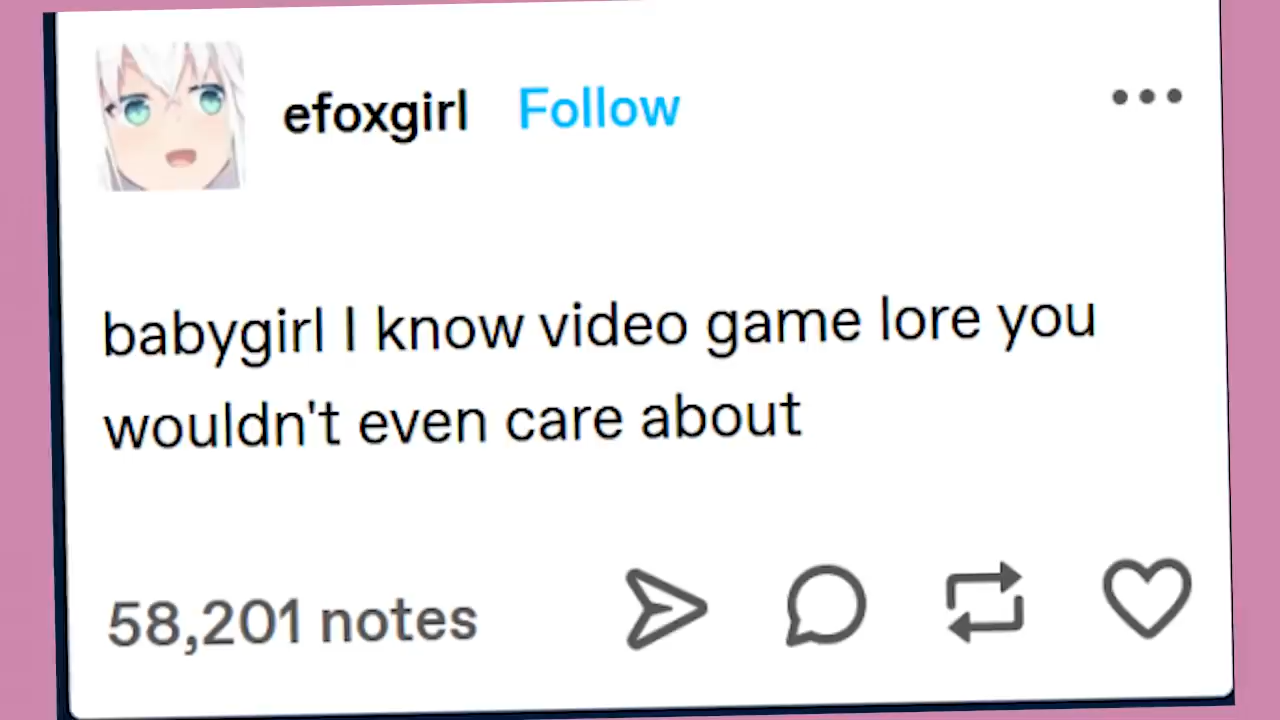 efoxgirl Follow
babygirl I know video game lore you
wouldn't even care about
58,201 notes